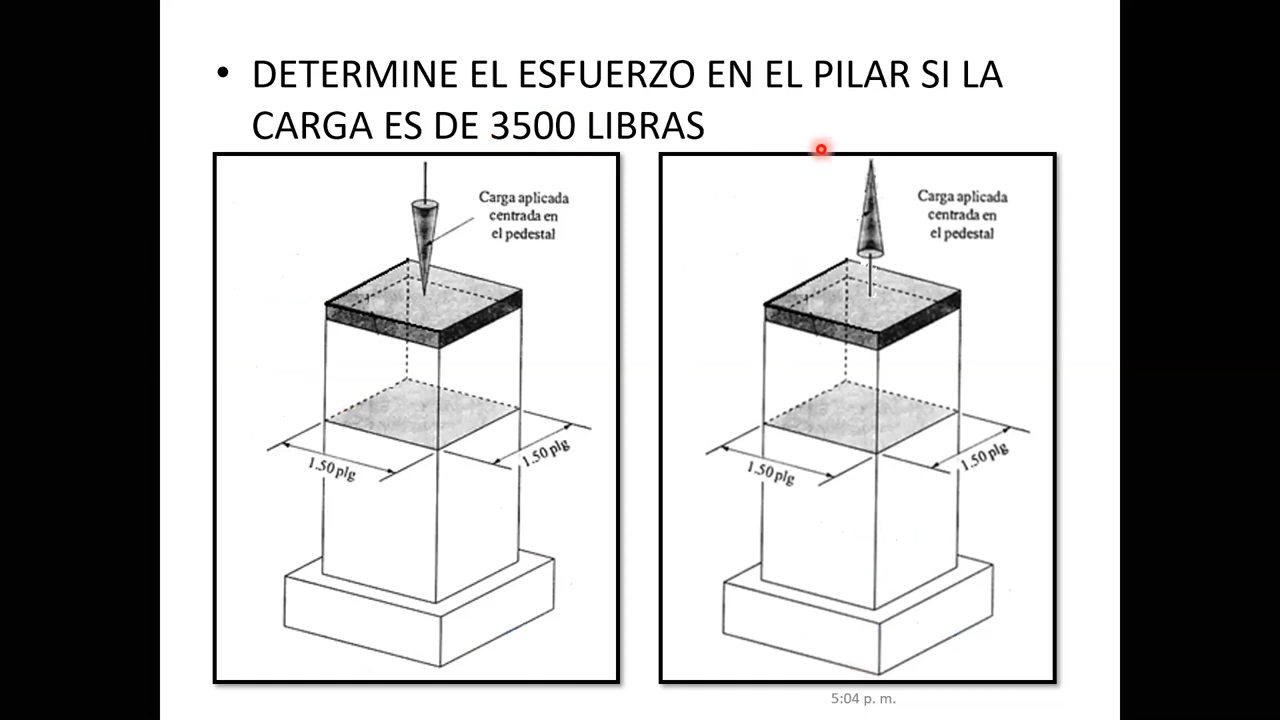 • DETERMINE EL ESFUERZO EN EL PILAR SI LA
CARGA ES DE 3500 LIBRAS
Carga aplicada
centrada en
el pedestal
1.50 plg
1.50 plg
Carga aplicada
centrada en
el pedestal
1.50 plg
1.50 plg
5:04 p. m.